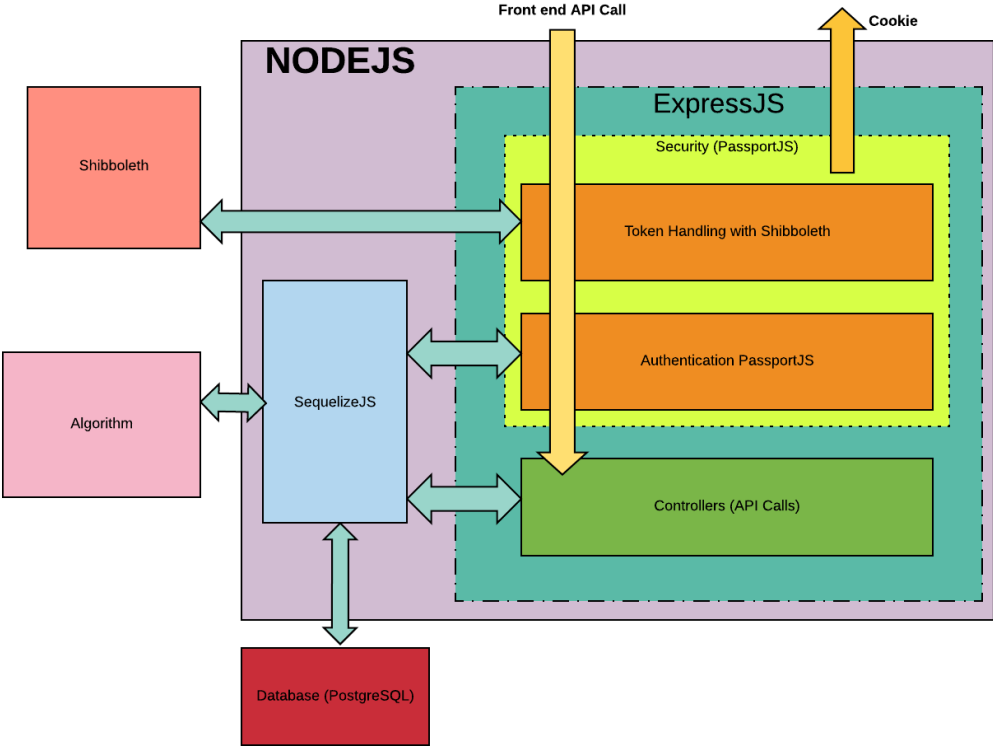 Front end API Call
Cookie
NODEJS
ExpressJS
Security (PassportJS)
Shibboleth
Token Handling with Shibboleth
Authentication PassportJS
SequelizeJS
Algorithm
Controllers (API Calls)
Database (PostgreSQL)